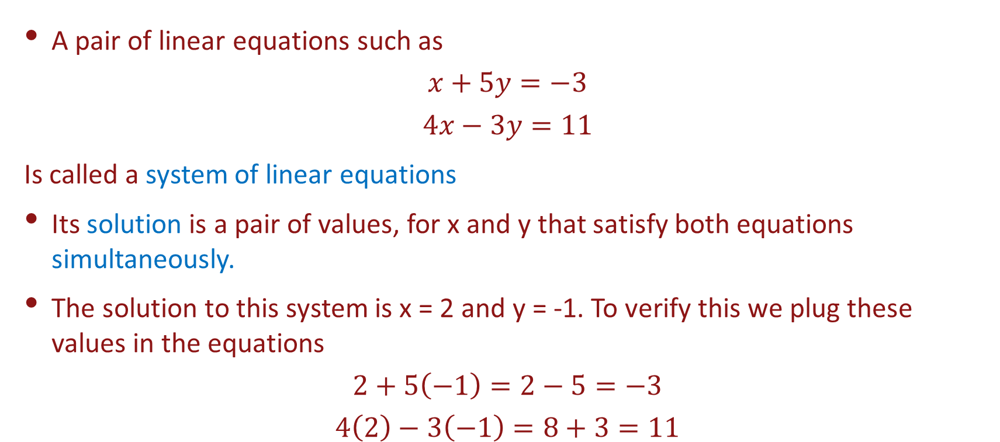 • A pair of linear equations such as
x + 5y = −3
4x − 3y = 11
Is called a system of linear equations
• Its solution is a pair of values, for x and y that satisfy both equations
simultaneously.
• The solution to this system is x = 2 and y = -1. To verify this we plug these
values in the equations
2 + 5(−1) = 2 − 5 = −3
4(2) − 3(−1) = 8 + 3 = 11